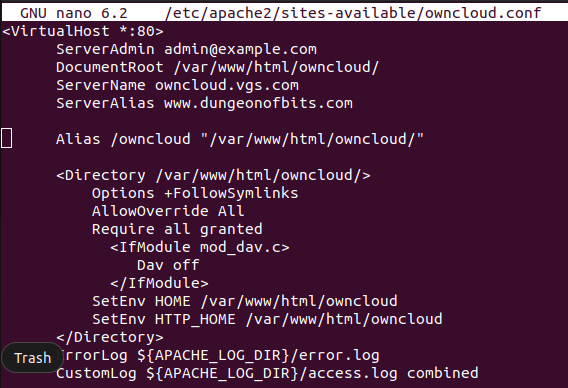 GNU nano 6.2 /etc/apache2/sites-available/owncloud.conf
<VirtualHost *:80>
ServerAdmin admin@example.com
DocumentRoot /var/www/html/owncloud/
ServerName owncloud.vgs.com
ServerAlias www.dungeonofbits.com
Alias /owncloud "/var/www/html/owncloud/"
<Directory /var/www/html/owncloud/>
Options +FollowSymlinks
AllowOverride All
Require all granted
<IfModule mod_dav.c>
Dav off
</IfModule>
SetEnv HOME /var/www/html/owncloud
SetEnv HTTP_HOME /var/www/html/owncloud
</Directory>
Trash
rrorLog ${APACHE_LOG_DIR}/error.log
CustomLog ${APACHE_LOG_DIR}/access.log combined